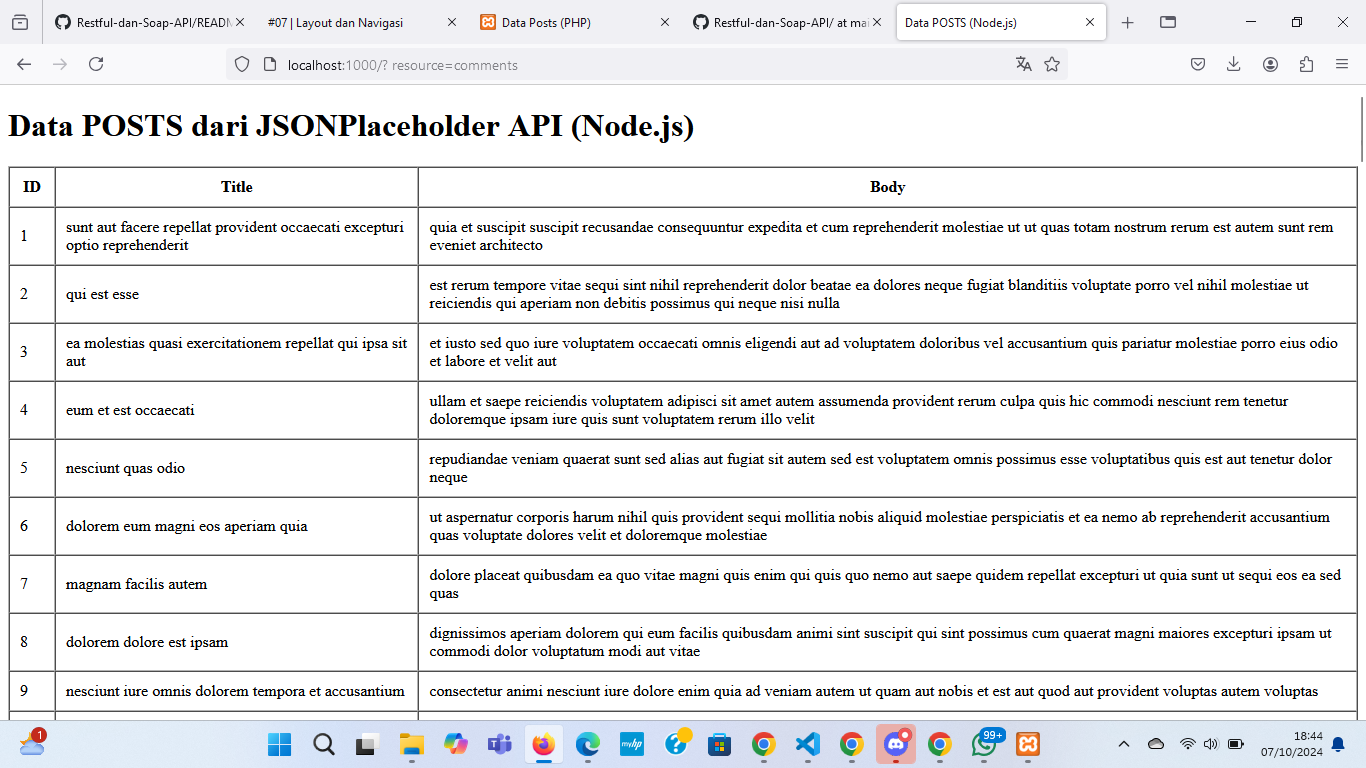 Restful-dan-Soap-API/READM
#07 | Layout dan Navigasi
Data Posts (PHP)
Restful-dan-Soap-API/ at mai
Data POSTS (Node.js)
localhost:1000/? resource=comments
Data POSTS dari JSONPlaceholder API (Node.js)
ID Title Body
1 sunt aut facere repellat provident occaecati excepturi
optio reprehenderit
quia et suscipit suscipit recusandae consequuntur expedita et cum reprehenderit molestiae ut ut quas totam nostrum rerum est autem sunt rem
eveniet architecto
2 qui est esse
est rerum tempore vitae sequi sint nihil reprehenderit dolor beatae ea dolores neque fugiat blanditiis voluptate porro vel nihil molestiae ut
reiciendis qui aperiam non debitis possimus qui neque nisi nulla
3 ea molestias quasi exercitationem repellat qui ipsa sit
aut
et iusto sed quo iure voluptatem occaecati omnis eligendi aut ad voluptatem doloribus vel accusantium quis pariatur molestiae porro eius odio
et labore et velit aut
4 eum et est occaecati
ullam et saepe reiciendis voluptatem adipisci sit amet autem assumenda provident rerum culpa quis hic commodi nesciunt rem tenetur
doloremque ipsam iure quis sunt voluptatem rerum illo velit
5 nesciunt quas odio
repudiandae veniam quaerat sunt sed alias aut fugiat sit autem sed est voluptatem omnis possimus esse voluptatibus quis est aut tenetur dolor
neque
6 dolorem eum magni eos aperiam quia
ut aspernatur corporis harum nihil quis provident sequi mollitia nobis aliquid molestiae perspiciatis et ea nemo ab reprehenderit accusantium
quas voluptate dolores velit et doloremque molestiae
7 magnam facilis autem
dolore placeat quibusdam ea quo vitae magni quis enim qui quis quo nemo aut saepe quidem repellat excepturi ut quia sunt ut sequi eos ea sed
quas
8 dolorem dolore est ipsam
dignissimos aperiam dolorem qui eum facilis quibusdam animi sint suscipit qui sint possimus cum quaerat magni maiores excepturi ipsam ut
commodi dolor voluptatum modi aut vitae
9 nesciunt iure omnis dolorem tempora et accusantium
consectetur animi nesciunt iure dolore enim quia ad veniam autem ut quam aut nobis et est aut quod aut provident voluptas autem voluptas
1
myhp
99+
18:44
07/10/2024